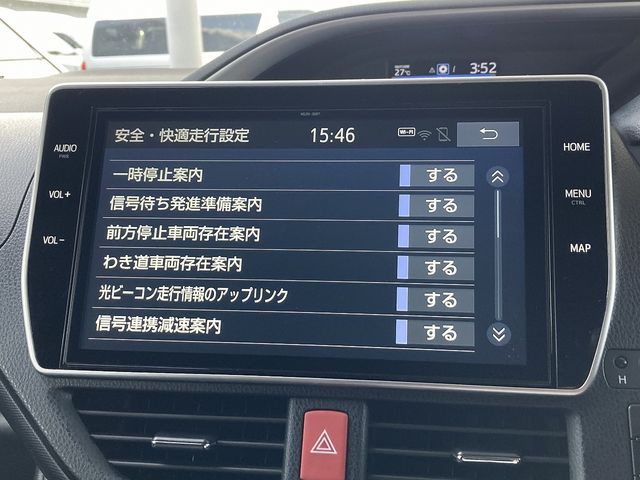 27℃
3:52
安全・快適走行設定
15:46
Wi-Fi
AUDIO
PWR
VOL+
VOL-
HOME
MENU
CTRL
MAP
一時停止案内 する
信号待ち発進準備案内 する
前方停止車両存在案内 する
わき道車両存在案内 する
光ビーコン走行情報のアップリンク する
信号連携減速案内 する
H